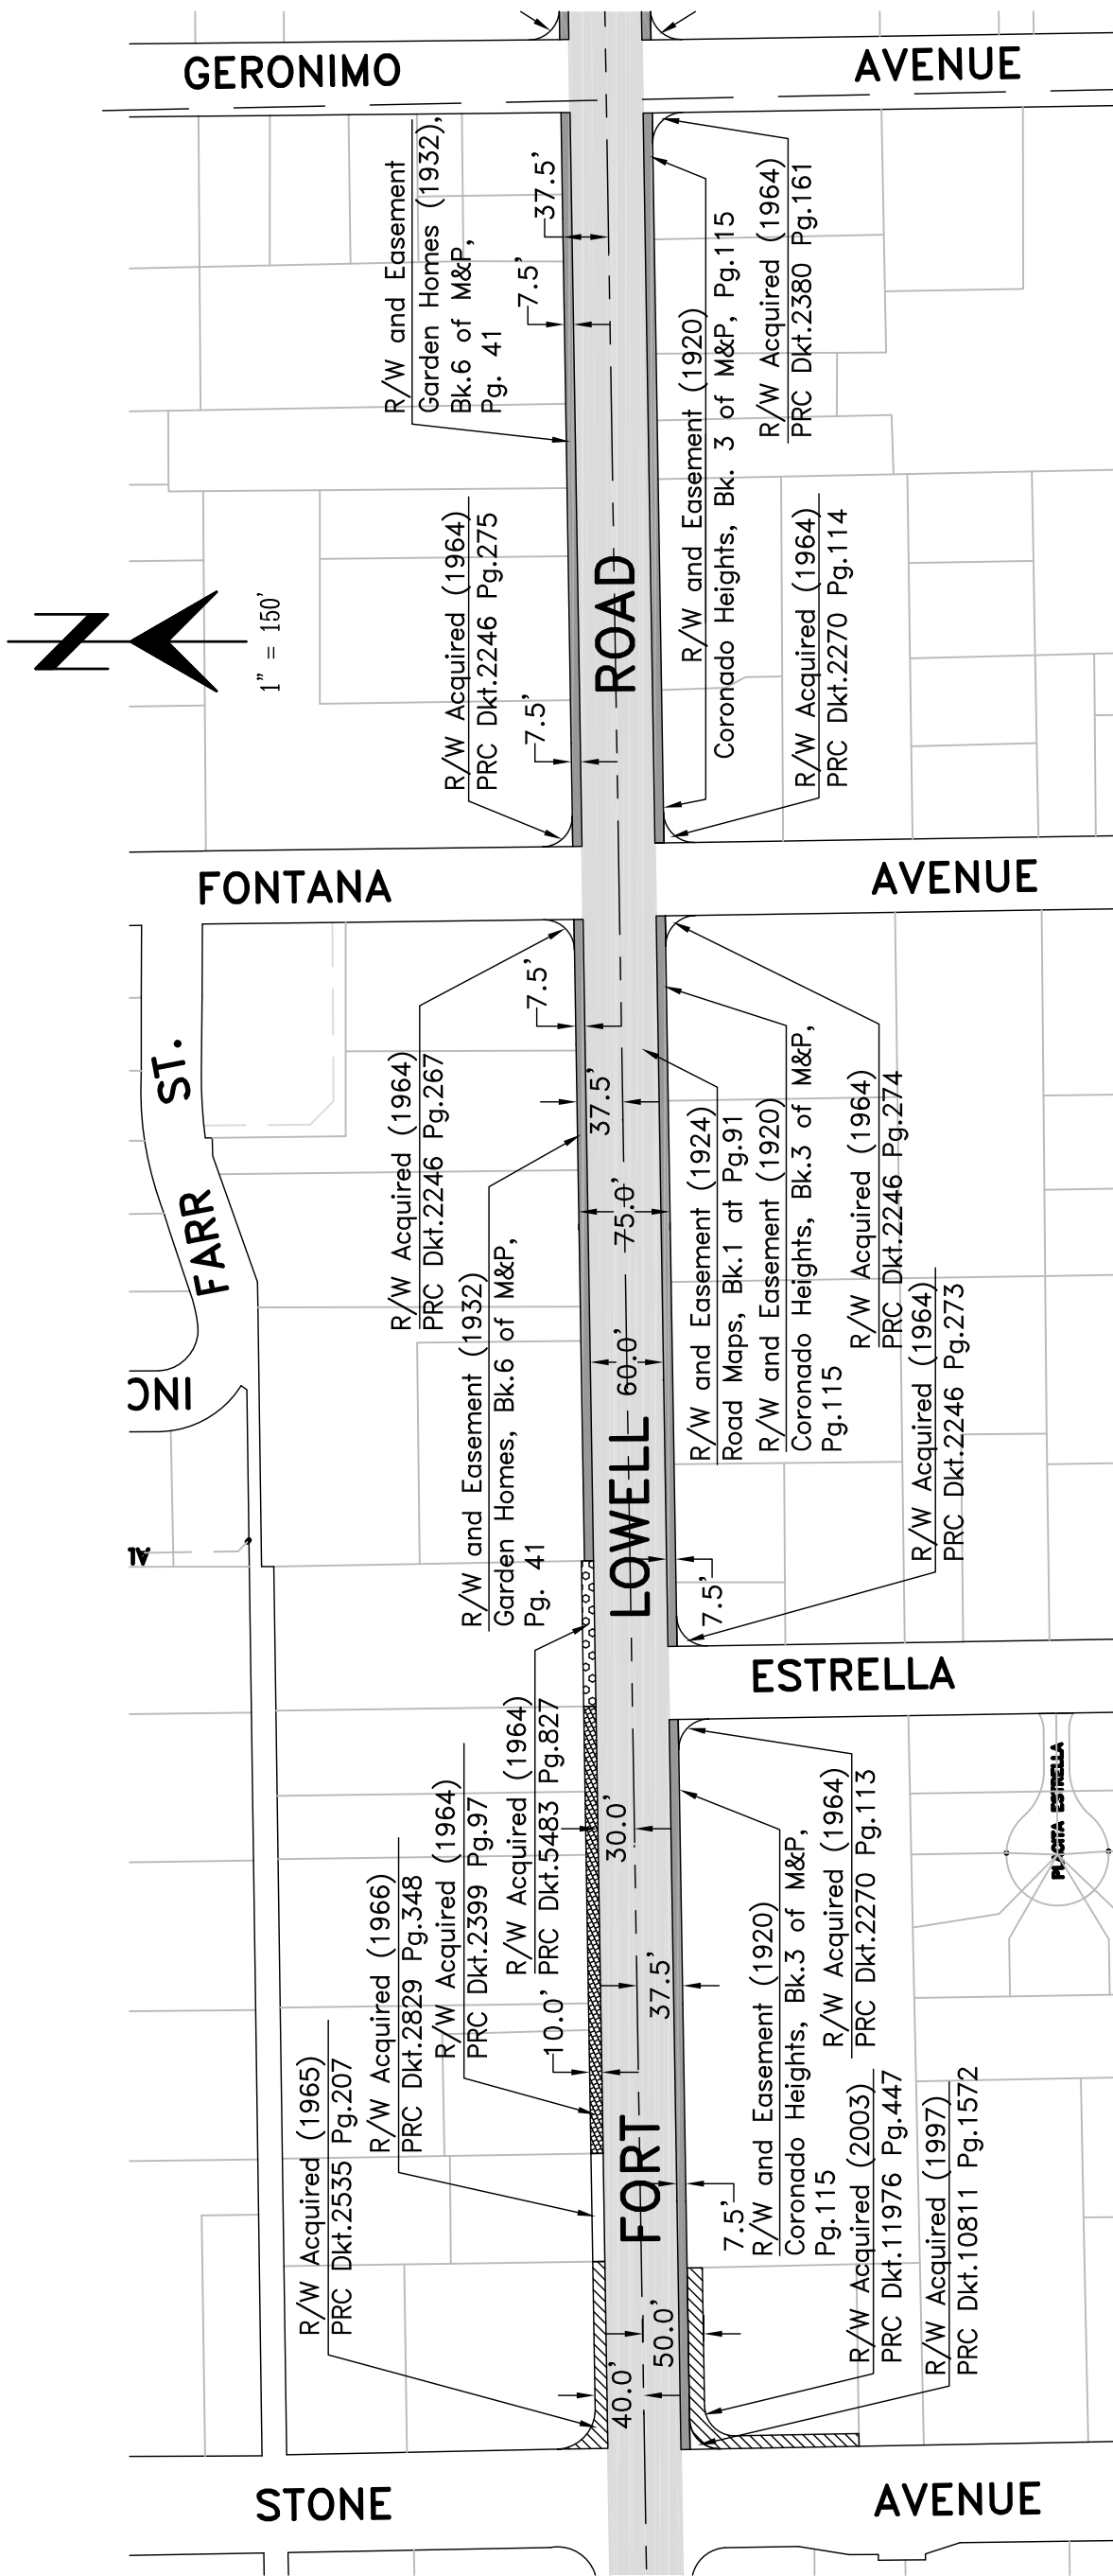 GERONIMO
AVENUE
R/W and Easement
Garden Homes (1932),
Bk.6 of M&P,
Pg. 41
37.5'
7.5'
R/W and Easement (1920)
Coronado Heights, Bk. 3 of M&P, Pg.115
R/W Acquired (1964)
PRC Dkt.2380 Pg.161
N
1" = 150'
R/W Acquired (1964)
PRC Dkt.2246 Pg.275
7.5'
ROAD
R/W Acquired (1964)
PRC Dkt.2270 Pg.114
FONTANA
AVENUE
FARR
ST.
R/W Acquired (1964)
PRC Dkt.2246 Pg.267
7.5'
37.5'
75.0'
60.0'
R/W and Easement (1932)
Garden Homes, Bk.6 of M&P,
Pg. 41
R/W and Easement (1924)
Road Maps, Bk.1 at Pg.91
R/W and Easement (1920)
Coronado Heights, Bk.3 of M&P,
Pg.115
R/W Acquired (1964)
PRC Dkt.2246 Pg.274
R/W Acquired (1964)
PRC Dkt.2246 Pg.273
LOWELL
7.5'
ESTRELLA
R/W Acquired (1964)
PRC Dkt.5483 Pg.827
R/W Acquired (1964)
PRC Dkt.2399 Pg.97
R/W Acquired (1966)
PRC Dkt.2829 Pg.348
R/W Acquired (1965)
PRC Dkt.2535 Pg.207
30.0'
37.5'
10.0'
R/W and Easement (1920)
Coronado Heights, Bk.3 of M&P,
Pg.115
R/W Acquired (1964)
PRC Dkt.2270 Pg.113
PLACITA ESTRELLA
FORT
7.5'
R/W Acquired (2003)
PRC Dkt.11976 Pg.447
R/W Acquired (1997)
PRC Dkt.10811 Pg.1572
50.0'
40.0'
STONE
AVENUE